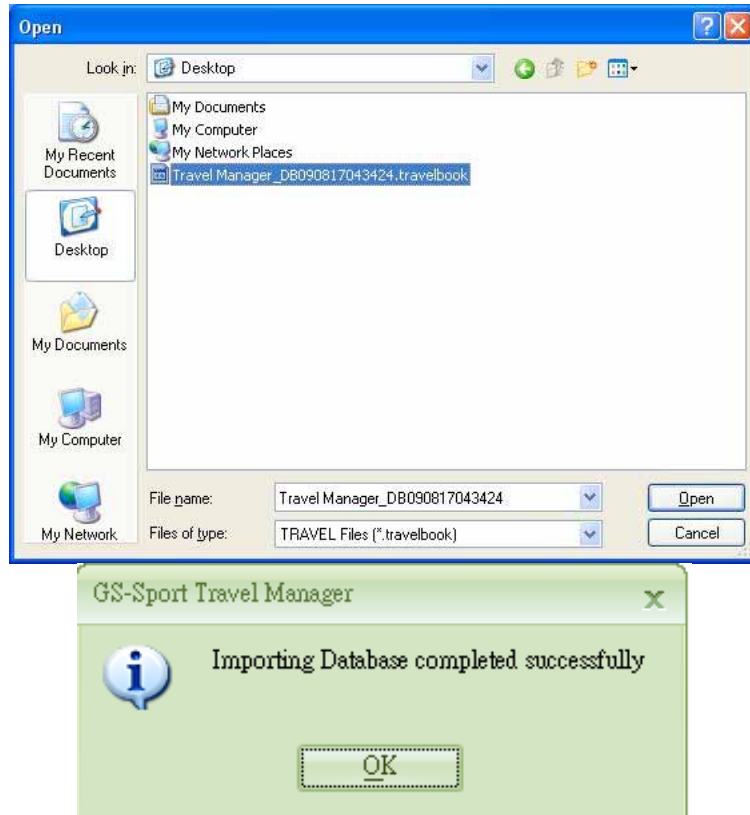 Open
Look in: Desktop
My Recent
Documents
Desktop
My Documents
My Computer
My Network
My Documents
My Computer
My Network Places
Travel Manager_DB090817043424.travelbook
File name: Travel Manager_DB090817043424 Open
Files of type: TRAVEL Files (*.travelbook) Cancel
GS-Sport Travel Manager
Importing Database completed successfully
OK